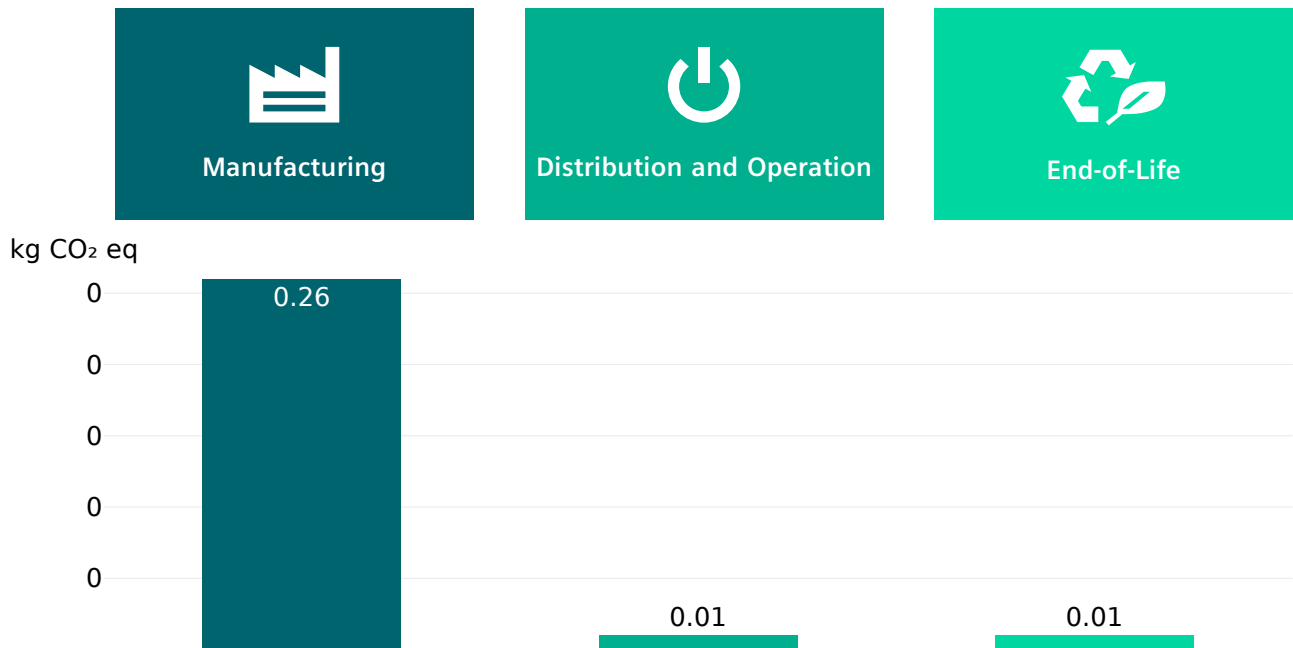 Manufacturing
Distribution and Operation
End-of-Life
kg CO₂ eq
0
0.26
0
0
0
0
0.01
0.01